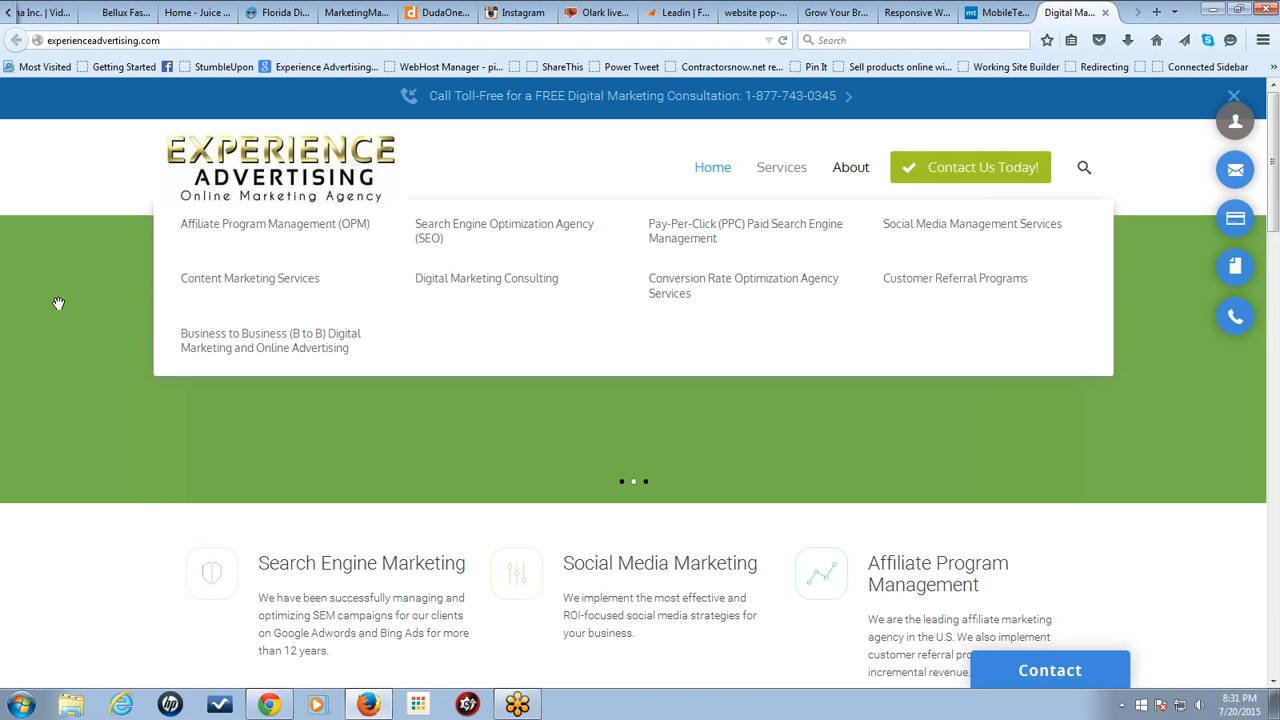 na Inc. | Vid...
Bellux Fas...
Home - Juice ...
Florida Di...
MarketingMa...
DudaOne...
Instagram
Olark live...
Leadin | F...
website pop-...
Grow Your Bra...
Responsive W...
MobileTe...
Digital Ma...
experienceadvertising.com
Search
Most Visited
Getting Started
StumbleUpon
Experience Advertising...
WebHost Manager - pi...
ShareThis
Power Tweet
Contractorsnow.net re...
Pin It
Sell products online wi...
Working Site Builder
Redirecting
Connected Sidebar
Call Toll-Free for a FREE Digital Marketing Consultation: 1-877-743-0345
EXPERIENCE
ADVERTISING
Online Marketing Agency
Home
Services
About
Contact Us Today!
Affiliate Program Management (OPM)
Search Engine Optimization Agency
(SEO)
Pay-Per-Click (PPC) Paid Search Engine
Management
Social Media Management Services
Content Marketing Services
Digital Marketing Consulting
Conversion Rate Optimization Agency
Services
Customer Referral Programs
Business to Business (B to B) Digital
Marketing and Online Advertising
Search Engine Marketing
We have been successfully managing and
optimizing SEM campaigns for our clients
on Google Adwords and Bing Ads for more
than 12 years.
Social Media Marketing
We implement the most effective and
ROI-focused social media strategies for
your business.
Affiliate Program
Management
We are the leading affiliate marketing
agency in the U.S. We also implement
customer referral pro
incremental revenue.
Contact
8:31 PM
7/20/2015